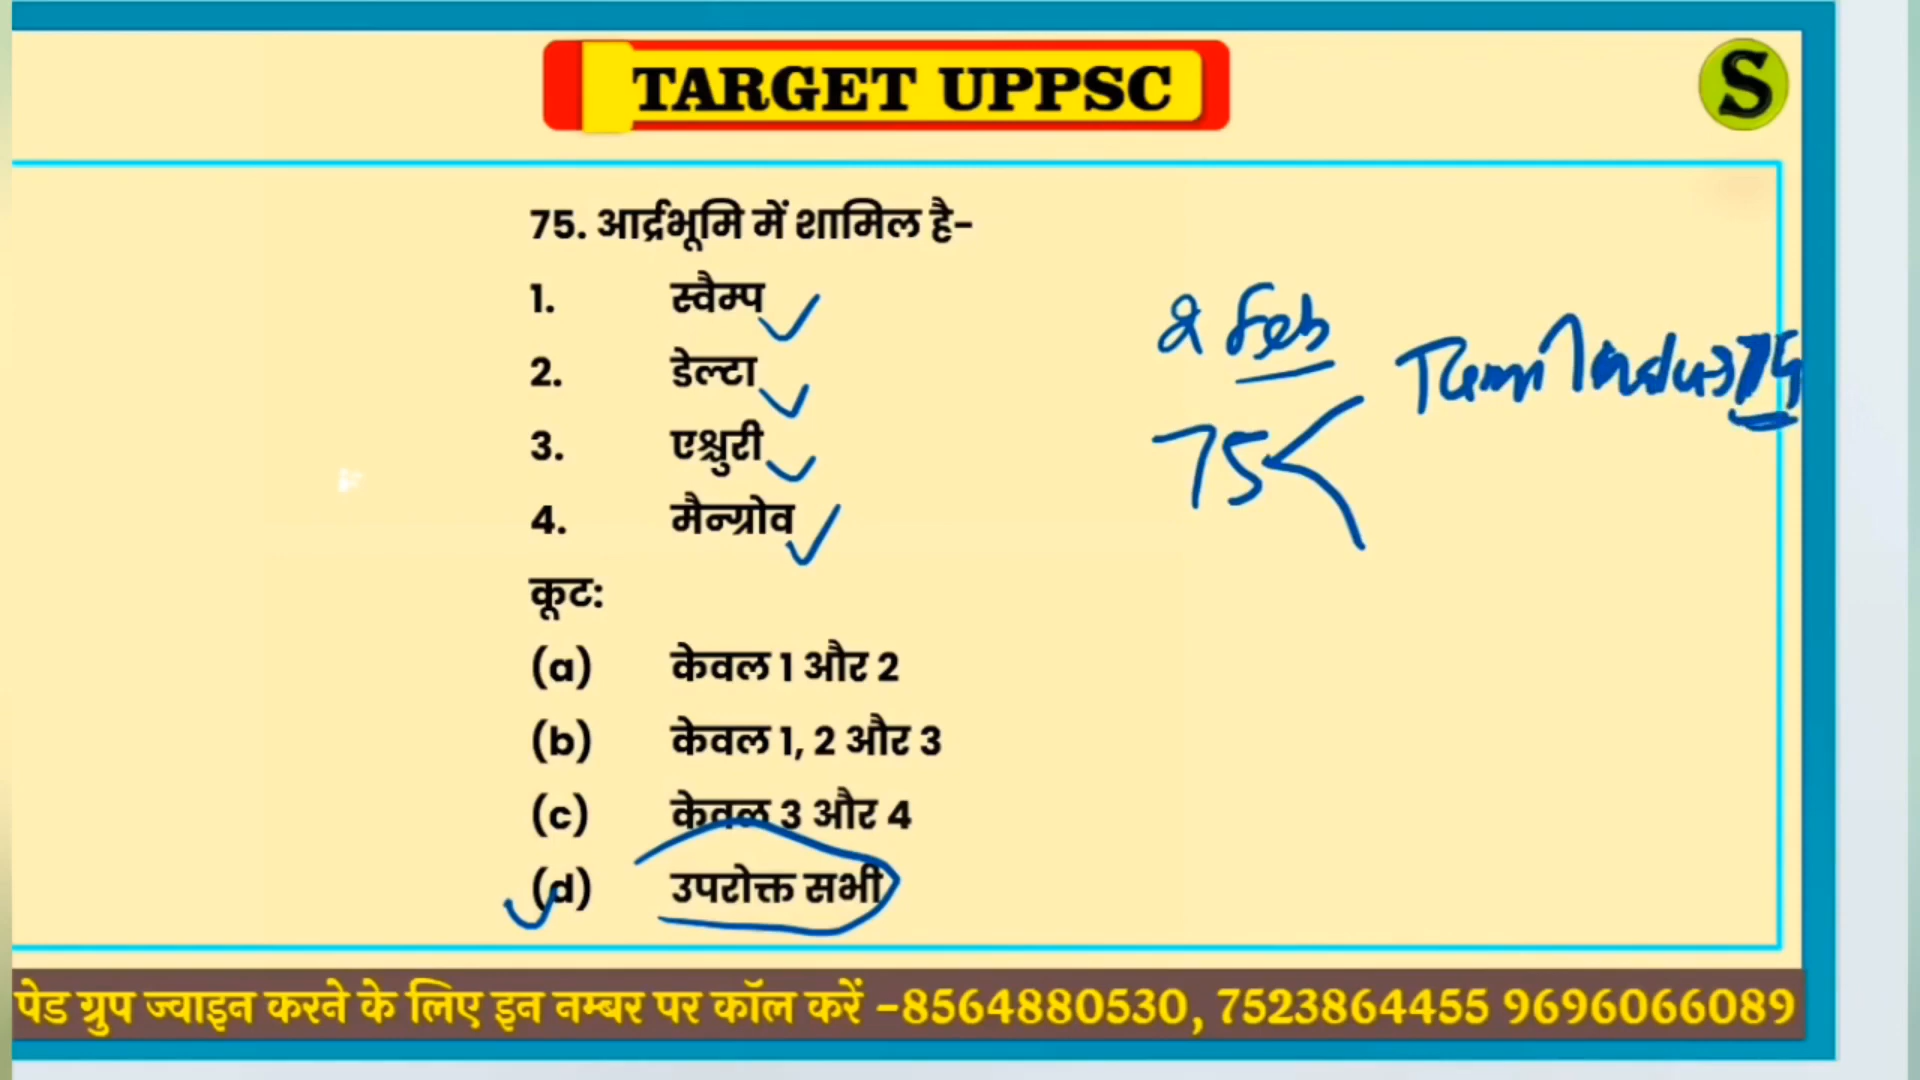 TARGET UPPSC
S
75. आर्द्रभूमि में शामिल है-
1. स्वैम्प
2. डेल्टा
3. एश्चुरी
4. मैन्ग्रोव
2 Feb
75
कूटः
(a) केवल 1 और 2
(b) केवल 1, 2 और 3
(c) केवल 3 और 4
(d) उपरोक्त सभी
पेड ग्रुप ज्वाइन करने के लिए इन नम्बर पर कॉल करें -8564880530, 7523864455 9696066089